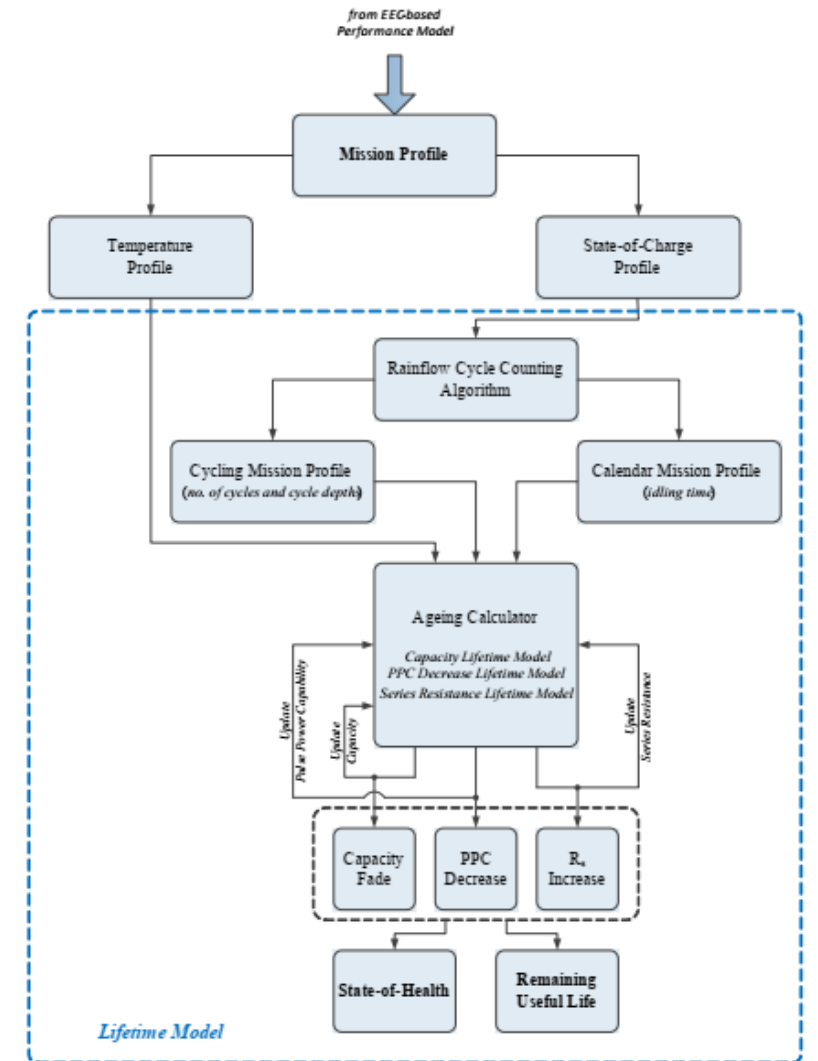 from EEC-based
Performance Model
Mission Profile
Temperature
Profile
State-of-Charge
Profile
Rainflow Cycle Counting
Algorithm
Cycling Mission Profile
(no. of cycles and cycle depths)
Calendar Mission Profile
(idling time)
Ageing Calculator
Capacity Lifetime Model
PPC Decrease Lifetime Model
Series Resistance Lifetime Model
Update
Pulse Power Capability
Update
Capacity
Update
Series Resistance
Capacity
Fade
PPC
Decrease
Rs
Increase
State-of-Health
Remaining
Useful Life
Lifetime Model